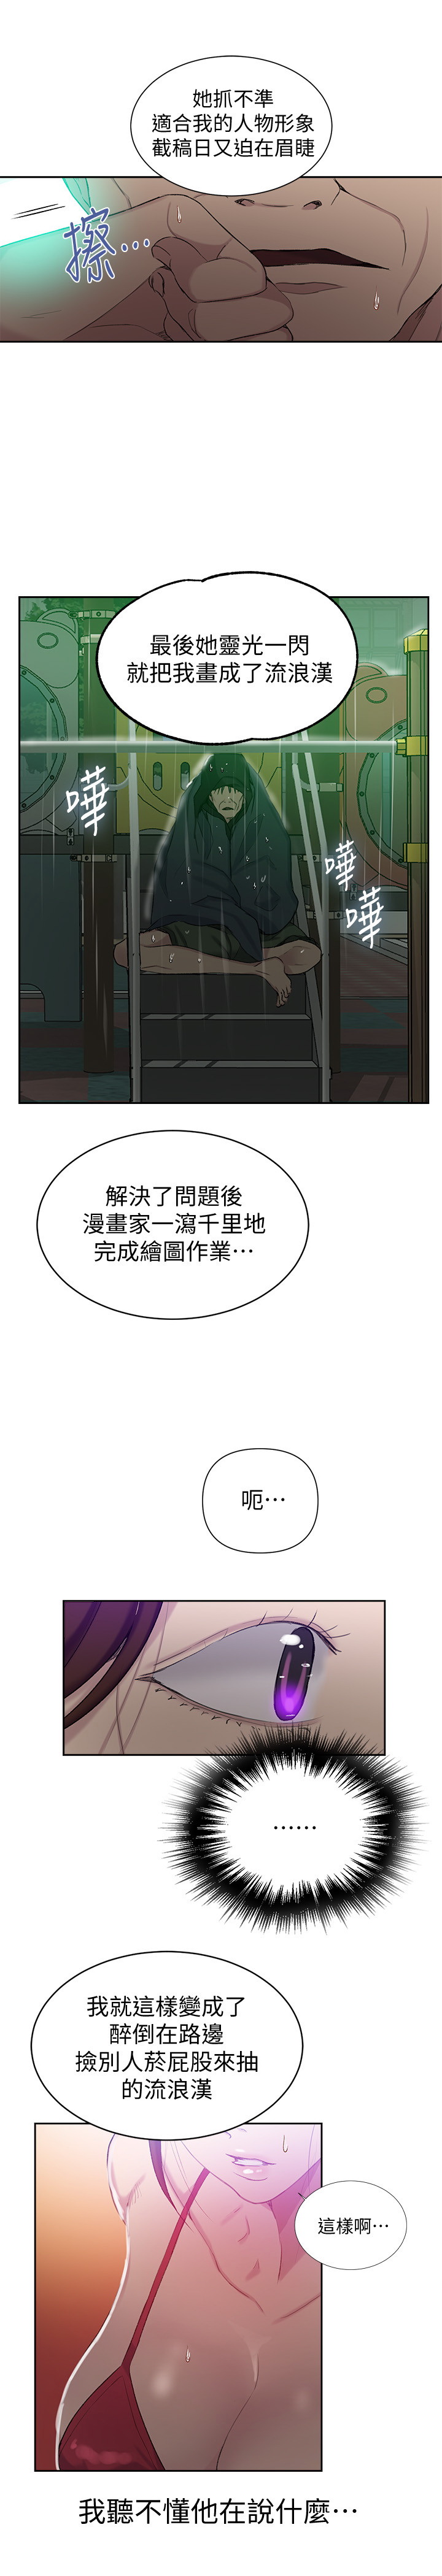 她抓不準
適合我的人物形象
截稿日又迫在眉睫
擦…
最後她靈光一閃
就把我畫成了流浪漢
嘩
嘩
嘩
解決了問題後
漫畫家一瀉千里地
完成繪圖作業…
呃…
……
我就這樣變成了
醉倒在路邊
撿別人菸屁股來抽
的流浪漢
這樣啊…
我聽不懂他在說什麼…